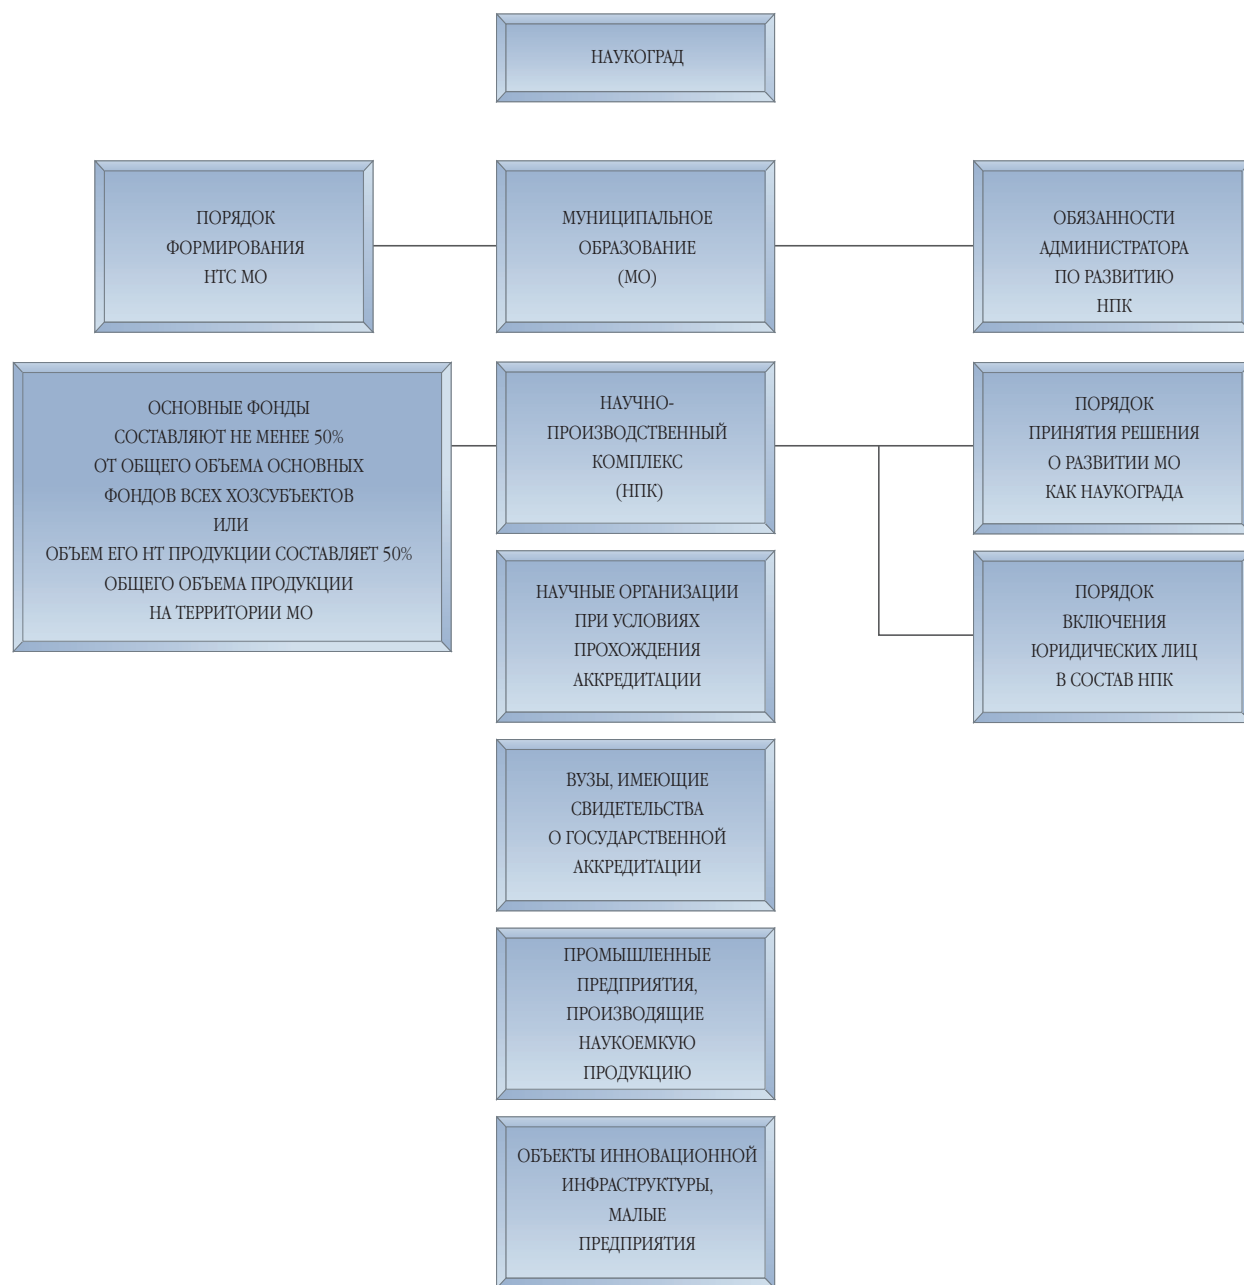 НАУКОГРАД
ПОРЯДОК
ФОРМИРОВАНИЯ
НТС МО
МУНИЦИПАЛЬНОЕ
ОБРАЗОВАНИЕ
(МО)
ОБЯЗАННОСТИ
АДМИНИСТРАТОРА
ПО РАЗВИТИЮ
НПК
ОСНОВНЫЕ ФОНДЫ
СОСТАВЛЯЮТ НЕ МЕНЕЕ 50%
ОТ ОБЩЕГО ОБЪЕМА ОСНОВНЫХ
ФОНДОВ ВСЕХ ХОЗСУБЪЕКТОВ
ИЛИ
ОБЪЕМ ЕГО НТ ПРОДУКЦИИ СОСТАВЛЯЕТ 50%
ОБЩЕГО ОБЪЕМА ПРОДУКЦИИ
НА ТЕРРИТОРИИ МО
НАУЧНО-
ПРОИЗВОДСТВЕННЫЙ
КОМПЛЕКС
(НПК)
ПОРЯДОК
ПРИНЯТИЯ РЕШЕНИЯ
О РАЗВИТИИ МО
КАК НАУКОГРАДА
НАУЧНЫЕ ОРГАНИЗАЦИИ
ПРИ УСЛОВИЯХ
ПРОХОЖДЕНИЯ
АККРЕДИТАЦИИ
ПОРЯДОК
ВКЛЮЧЕНИЯ
ЮРИДИЧЕСКИХ ЛИЦ
В СОСТАВ НПК
ВУЗЫ, ИМЕЮЩИЕ
СВИДЕТЕЛЬСТВА
О ГОСУДАРСТВЕННОЙ
АККРЕДИТАЦИИ
ПРОМЫШЛЕННЫЕ
ПРЕДПРИЯТИЯ,
ПРОИЗВОДЯЩИЕ
НАУКОЕМКУЮ
ПРОДУКЦИЮ
ОБЪЕКТЫ ИННОВАЦИОННОЙ
ИНФРАСТРУКТУРЫ,
МАЛЫЕ
ПРЕДПРИЯТИЯ